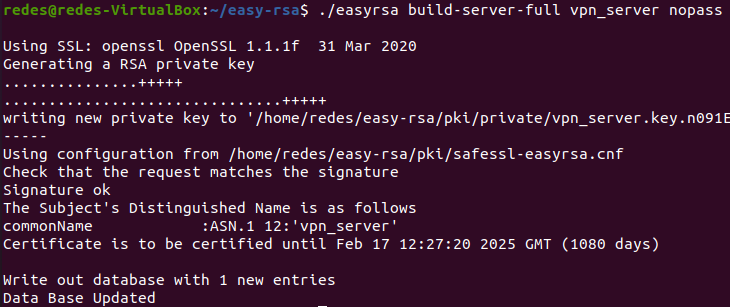 redes@redes-VirtualBox:~/easy-rsa$ ./easyrsa build-server-full vpn_server nopass
Using SSL: openssl OpenSSL 1.1.1f  31 Mar 2020
Generating a RSA private key
...............+++++
...............................+++++
writing new private key to '/home/redes/easy-rsa/pki/private/vpn_server.key.n091E
-----
Using configuration from /home/redes/easy-rsa/pki/safessl-easyrsa.cnf
Check that the request matches the signature
Signature ok
The Subject's Distinguished Name is as follows
commonName            :ASN.1 12:'vpn_server'
Certificate is to be certified until Feb 17 12:27:20 2025 GMT (1080 days)
Write out database with 1 new entries
Data Base Updated